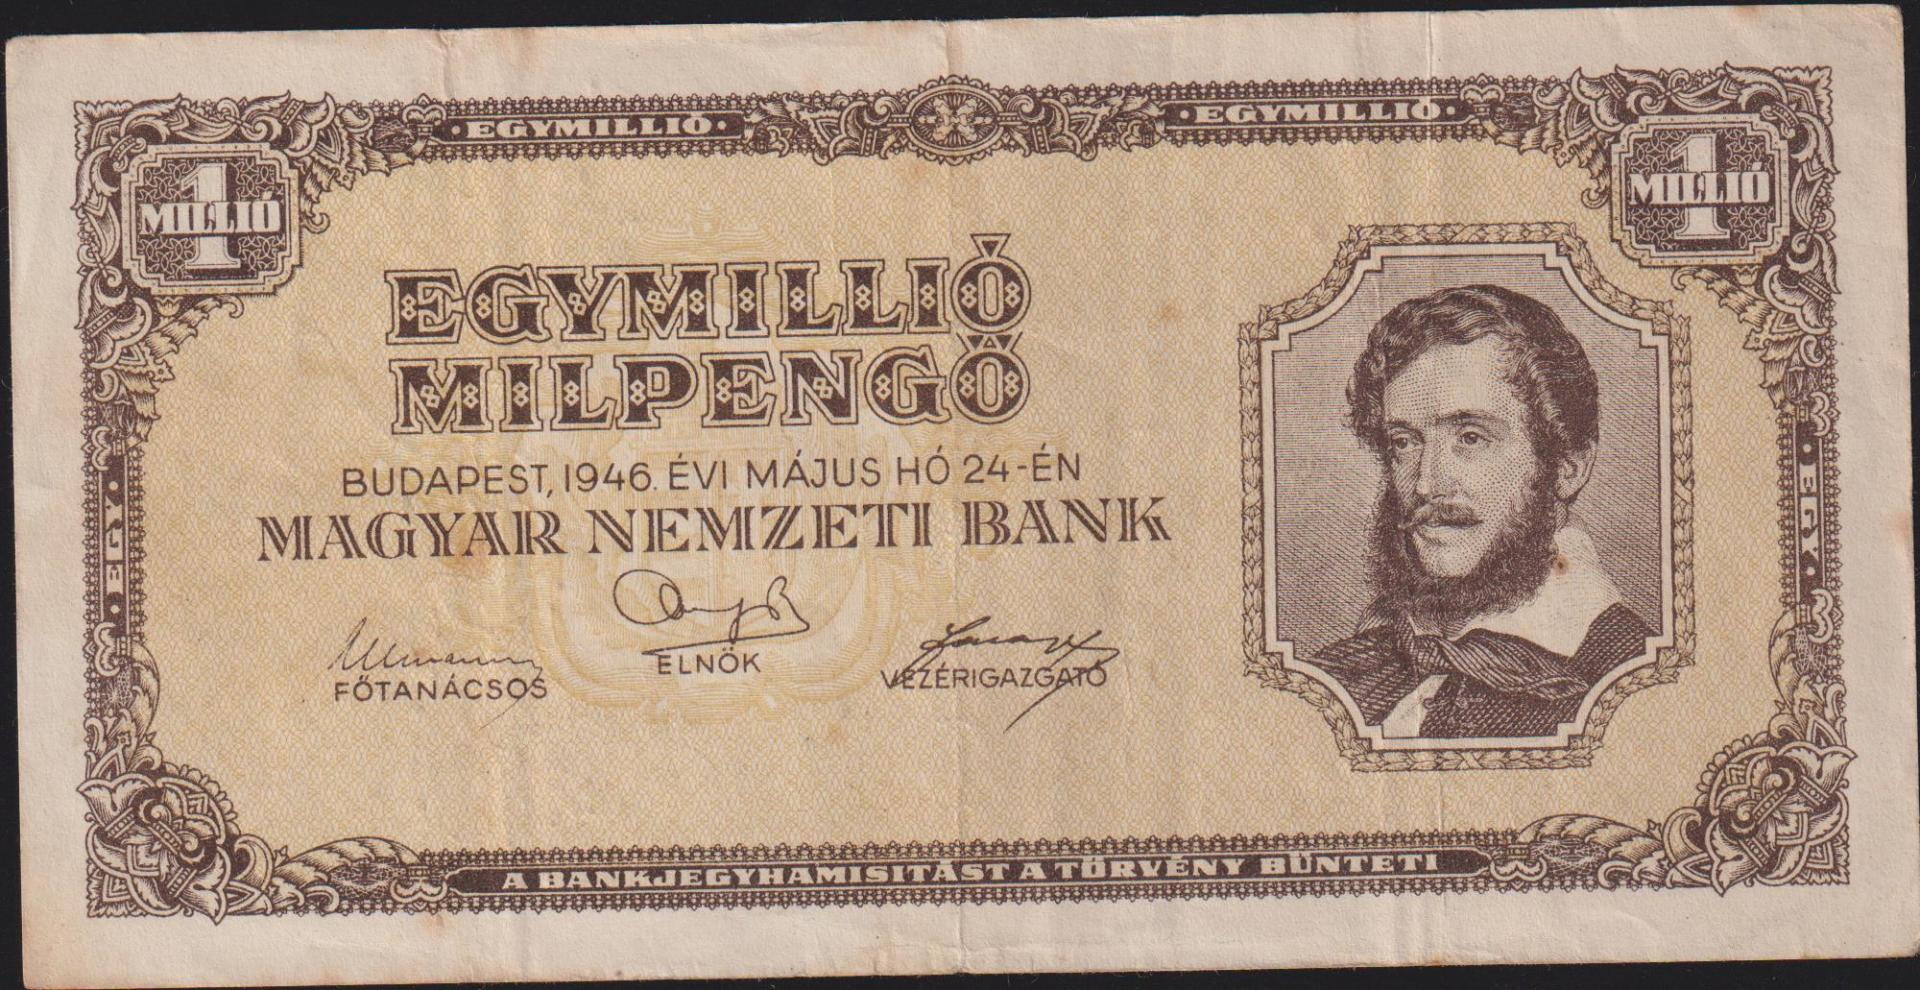 · EGYMILLIÓ ·
· EGYMILLIÓ ·
1 MILLIÓ
1 MILLIÓ
EGYMILLIÓ
MILPENGŐ
BUDAPEST, 1946. ÉVI MÁJUS HÓ 24-ÉN
MAGYAR NEMZETI BANK
FŐTANÁCSOS
ELNÖK
VEZÉRIGAZGATÓ
· EGY ·
· EGY ·
A BANKJEGYHAMISITÁST A TÖRVÉNY BÜNTETI